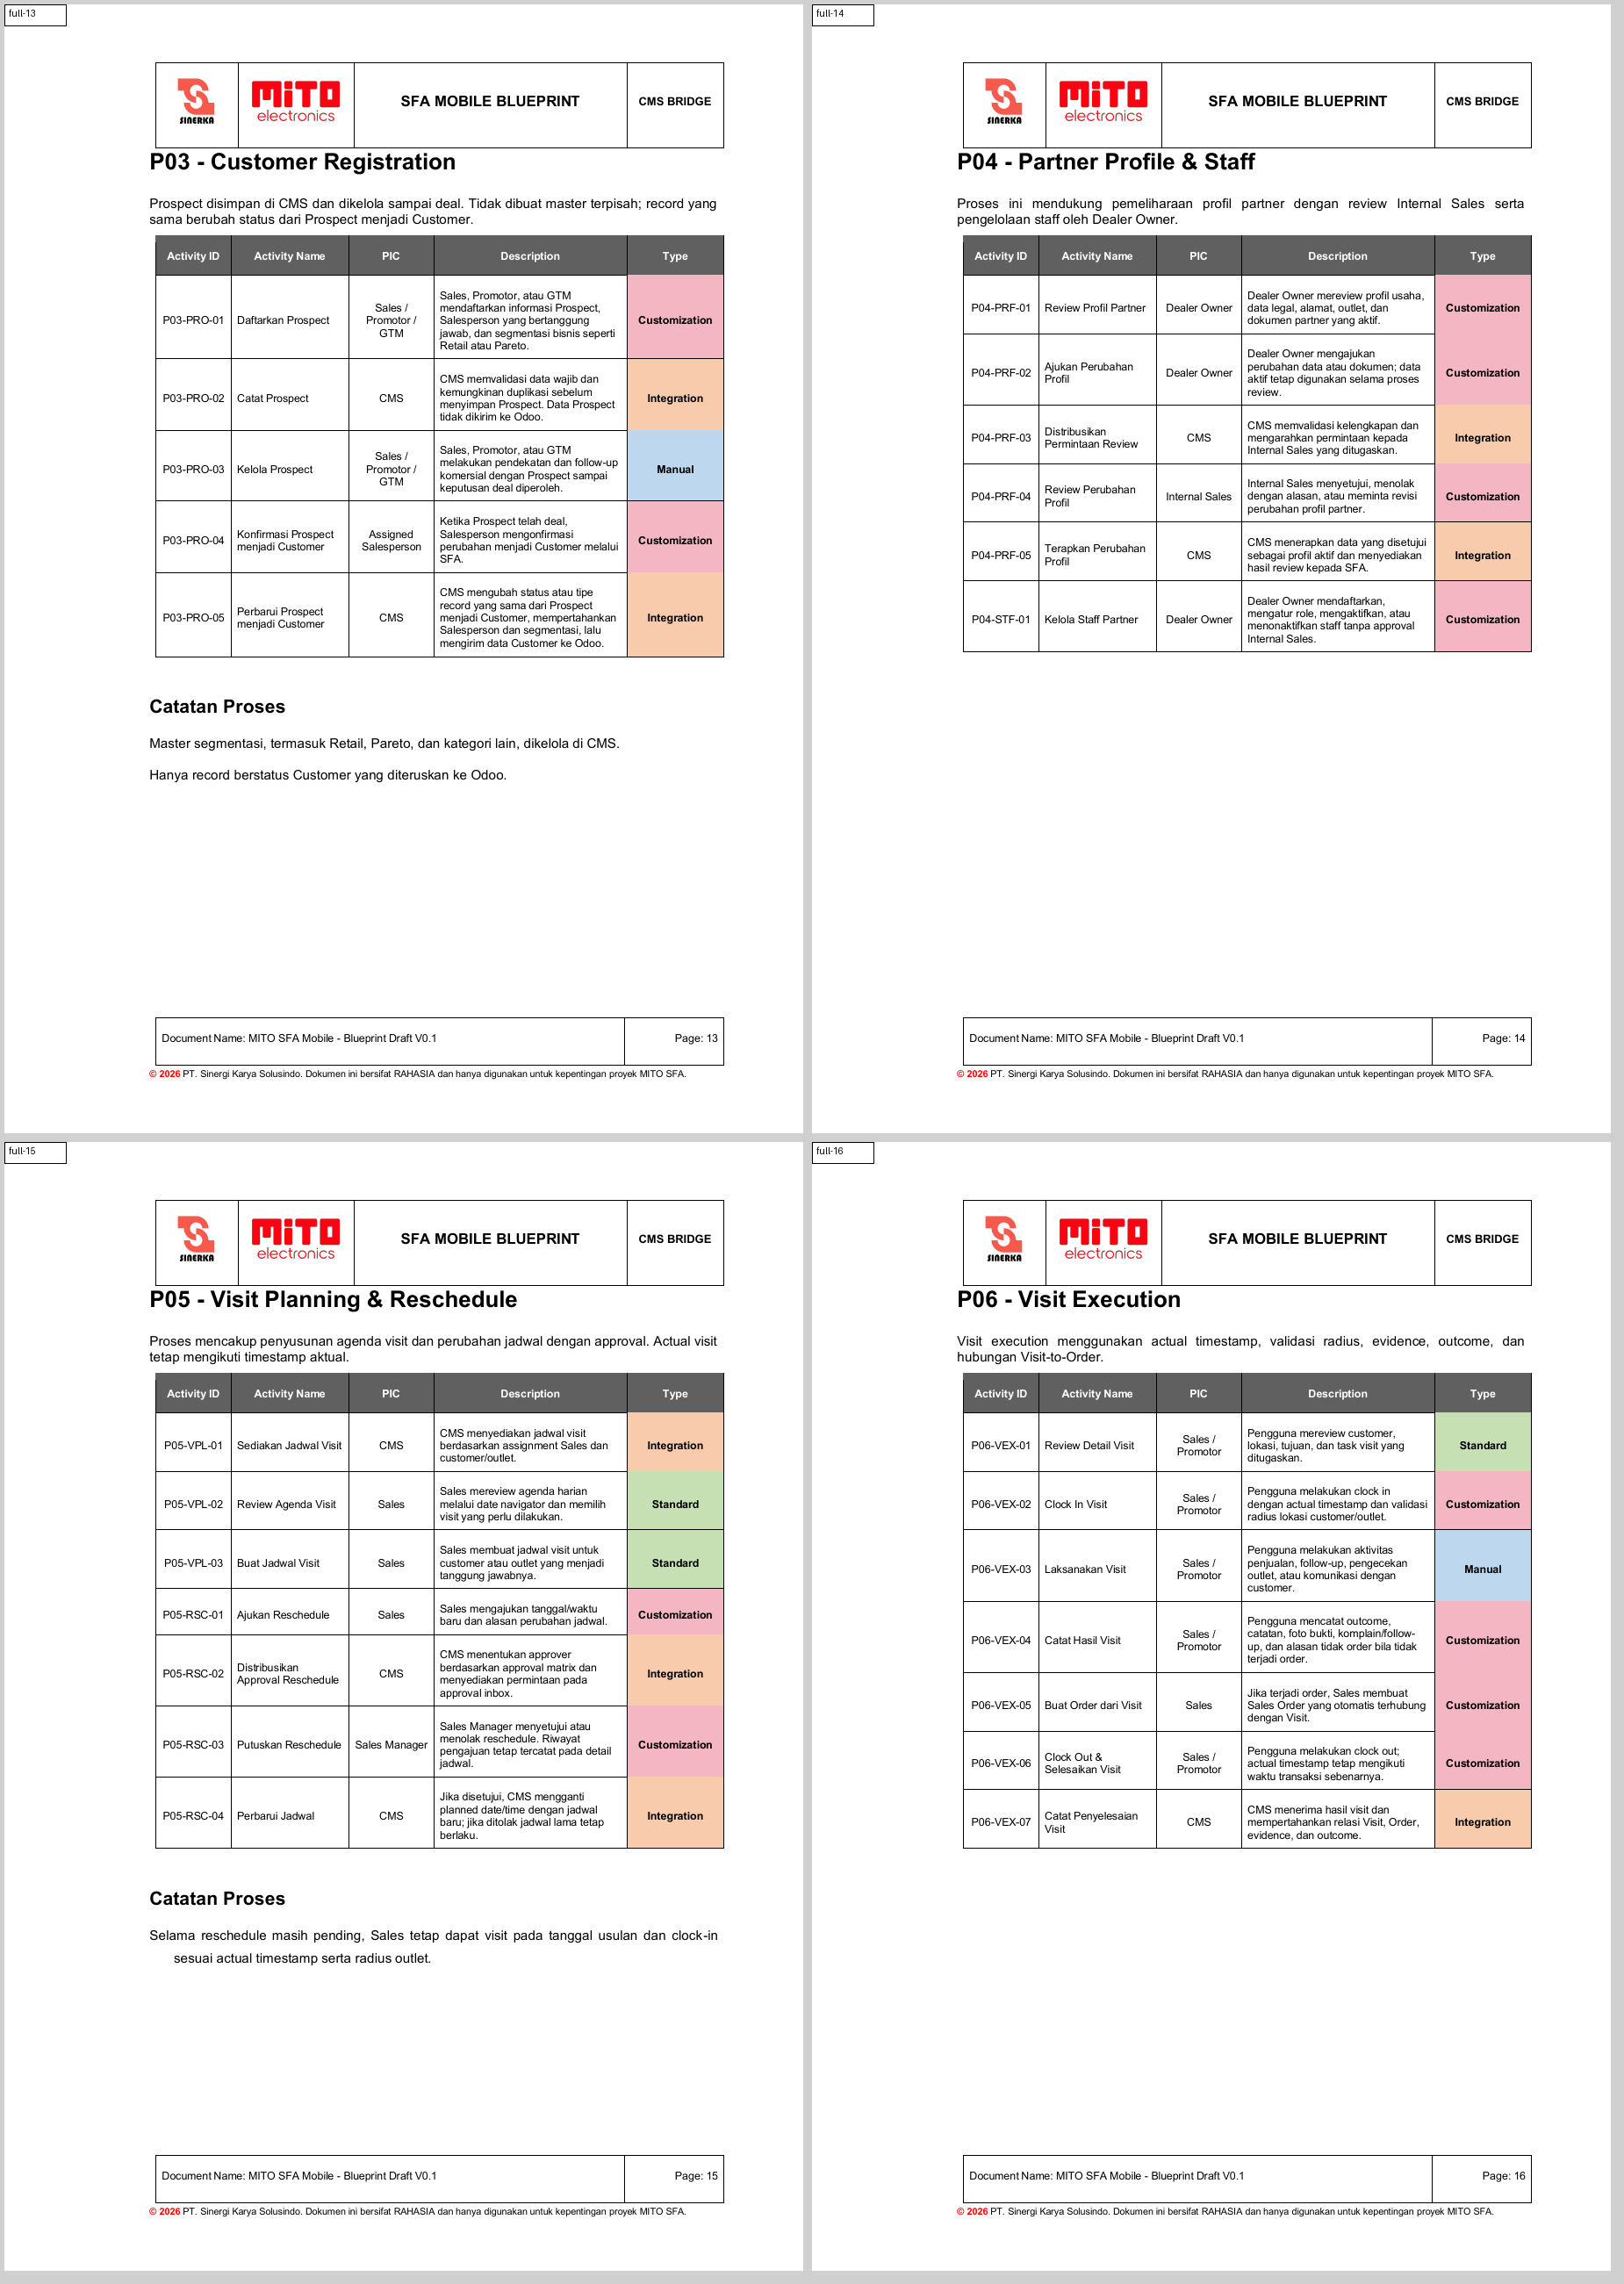 full-13
SINERKA
MITO
electronics
SFA MOBILE BLUEPRINT
CMS BRIDGE
P03 - Customer Registration
Prospect disimpan di CMS dan dikelola sampai deal. Tidak dibuat master terpisah; record yang
sama berubah status dari Prospect menjadi Customer.
Activity ID
Activity Name
PIC
Description
Type
P03-PRO-01
Daftarkan Prospect
Sales /
Promotor /
GTM
Sales, Promotor, atau GTM
mendaftarkan informasi Prospect,
Salesperson yang bertanggung
jawab, dan segmentasi bisnis seperti
Retail atau Pareto.
Customization
P03-PRO-02
Catat Prospect
CMS
CMS memvalidasi data wajib dan
kemungkinan duplikasi sebelum
menyimpan Prospect. Data Prospect
tidak dikirim ke Odoo.
Integration
P03-PRO-03
Kelola Prospect
Sales /
Promotor /
GTM
Sales, Promotor, atau GTM
melakukan pendekatan dan follow-up
komersial dengan Prospect sampai
keputusan deal diperoleh.
Manual
P03-PRO-04
Konfirmasi Prospect
menjadi Customer
Assigned
Salesperson
Ketika Prospect telah deal,
Salesperson mengonfirmasi
perubahan menjadi Customer melalui
SFA.
Customization
P03-PRO-05
Perbarui Prospect
menjadi Customer
CMS
CMS mengubah status atau tipe
record yang sama dari Prospect
menjadi Customer, mempertahankan
Salesperson dan segmentasi, lalu
mengirim data Customer ke Odoo.
Integration
Catatan Proses
Master segmentasi, termasuk Retail, Pareto, dan kategori lain, dikelola di CMS.
Hanya record berstatus Customer yang diteruskan ke Odoo.
Document Name: MITO SFA Mobile - Blueprint Draft V0.1
Page: 13
© 2026 PT. Sinergi Karya Solusindo. Dokumen ini bersifat RAHASIA dan hanya digunakan untuk kepentingan proyek MITO SFA.
full-14
SINERKA
MITO
electronics
SFA MOBILE BLUEPRINT
CMS BRIDGE
P04 - Partner Profile & Staff
Proses ini mendukung pemeliharaan profil partner dengan review Internal Sales serta
pengelolaan staff oleh Dealer Owner.
Activity ID
Activity Name
PIC
Description
Type
P04-PRF-01
Review Profil Partner
Dealer Owner
Dealer Owner mereview profil usaha,
data legal, alamat, outlet, dan
dokumen partner yang aktif.
Customization
P04-PRF-02
Ajukan Perubahan
Profil
Dealer Owner
Dealer Owner mengajukan
perubahan data atau dokumen; data
aktif tetap digunakan selama proses
review.
Customization
P04-PRF-03
Distribusikan
Permintaan Review
CMS
CMS memvalidasi kelengkapan dan
mengarahkan permintaan kepada
Internal Sales yang ditugaskan.
Integration
P04-PRF-04
Review Perubahan
Profil
Internal Sales
Internal Sales menyetujui, menolak
dengan alasan, atau meminta revisi
perubahan profil partner.
Customization
P04-PRF-05
Terapkan Perubahan
Profil
CMS
CMS menerapkan data yang disetujui
sebagai profil aktif dan menyediakan
hasil review kepada SFA.
Integration
P04-STF-01
Kelola Staff Partner
Dealer Owner
Dealer Owner mendaftarkan,
mengatur role, mengaktifkan, atau
menonaktifkan staff tanpa approval
Internal Sales.
Customization
Document Name: MITO SFA Mobile - Blueprint Draft V0.1
Page: 14
© 2026 PT. Sinergi Karya Solusindo. Dokumen ini bersifat RAHASIA dan hanya digunakan untuk kepentingan proyek MITO SFA.
full-15
SINERKA
MITO
electronics
SFA MOBILE BLUEPRINT
CMS BRIDGE
P05 - Visit Planning & Reschedule
Proses mencakup penyusunan agenda visit dan perubahan jadwal dengan approval. Actual visit
tetap mengikuti timestamp aktual.
Activity ID
Activity Name
PIC
Description
Type
P05-VPL-01
Sediakan Jadwal Visit
CMS
CMS menyediakan jadwal visit
berdasarkan assignment Sales dan
customer/outlet.
Integration
P05-VPL-02
Review Agenda Visit
Sales
Sales mereview agenda harian
melalui date navigator dan memilih
visit yang perlu dilakukan.
Standard
P05-VPL-03
Buat Jadwal Visit
Sales
Sales membuat jadwal visit untuk
customer atau outlet yang menjadi
tanggung jawabnya.
Standard
P05-RSC-01
Ajukan Reschedule
Sales
Sales mengajukan tanggal/waktu
baru dan alasan perubahan jadwal.
Customization
P05-RSC-02
Distribusikan
Approval Reschedule
CMS
CMS menentukan approver
berdasarkan approval matrix dan
menyediakan permintaan pada
approval inbox.
Integration
P05-RSC-03
Putuskan Reschedule
Sales Manager
Sales Manager menyetujui atau
menolak reschedule. Riwayat
pengajuan tetap tercatat pada detail
jadwal.
Customization
P05-RSC-04
Perbarui Jadwal
CMS
Jika disetujui, CMS mengganti
planned date/time dengan jadwal
baru; jika ditolak jadwal lama tetap
berlaku.
Integration
Catatan Proses
Selama reschedule masih pending, Sales tetap dapat visit pada tanggal usulan dan clock-in
sesuai actual timestamp serta radius outlet.
Document Name: MITO SFA Mobile - Blueprint Draft V0.1
Page: 15
© 2026 PT. Sinergi Karya Solusindo. Dokumen ini bersifat RAHASIA dan hanya digunakan untuk kepentingan proyek MITO SFA.
full-16
SINERKA
MITO
electronics
SFA MOBILE BLUEPRINT
CMS BRIDGE
P06 - Visit Execution
Visit execution menggunakan actual timestamp, validasi radius, evidence, outcome, dan
hubungan Visit-to-Order.
Activity ID
Activity Name
PIC
Description
Type
P06-VEX-01
Review Detail Visit
Sales /
Promotor
Pengguna mereview customer,
lokasi, tujuan, dan task visit yang
ditugaskan.
Standard
P06-VEX-02
Clock In Visit
Sales /
Promotor
Pengguna melakukan clock in
dengan actual timestamp dan validasi
radius lokasi customer/outlet.
Customization
P06-VEX-03
Laksanakan Visit
Sales /
Promotor
Pengguna melakukan aktivitas
penjualan, follow-up, pengecekan
outlet, atau komunikasi dengan
customer.
Manual
P06-VEX-04
Catat Hasil Visit
Sales /
Promotor
Pengguna mencatat outcome,
catatan, foto bukti, komplain/follow-
up, dan alasan tidak order bila tidak
terjadi order.
Customization
P06-VEX-05
Buat Order dari Visit
Sales
Jika terjadi order, Sales membuat
Sales Order yang otomatis terhubung
dengan Visit.
Customization
P06-VEX-06
Clock Out &
Selesaikan Visit
Sales /
Promotor
Pengguna melakukan clock out;
actual timestamp tetap mengikuti
waktu transaksi sebenarnya.
Customization
P06-VEX-07
Catat Penyelesaian
Visit
CMS
CMS menerima hasil visit dan
mempertahankan relasi Visit, Order,
evidence, dan outcome.
Integration
Document Name: MITO SFA Mobile - Blueprint Draft V0.1
Page: 16
© 2026 PT. Sinergi Karya Solusindo. Dokumen ini bersifat RAHASIA dan hanya digunakan untuk kepentingan proyek MITO SFA.